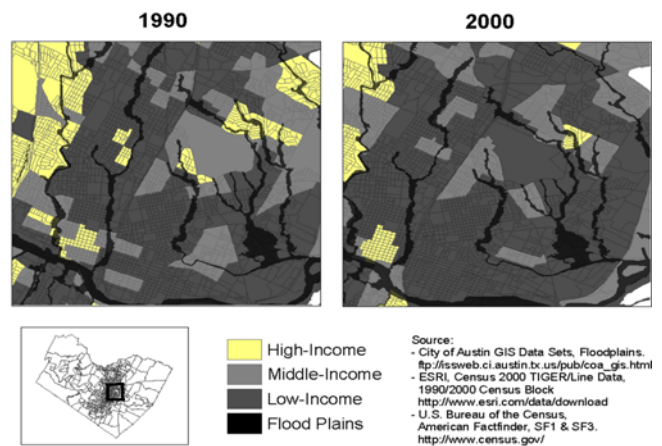 1990
2000
High-Income
Middle-Income
Low-Income
Flood Plains
Source:
- City of Austin GIS Data Sets, Floodplains.
ftp://issweb.ci.austin.tx.us/pub/coa_gis.html
- ESRI, Census 2000 TIGER/Line Data,
1990/2000 Census Block
http://www.esri.com/data/download
- U.S. Bureau of the Census,
American Factfinder, SF1 & SF3.
http://www.census.gov/